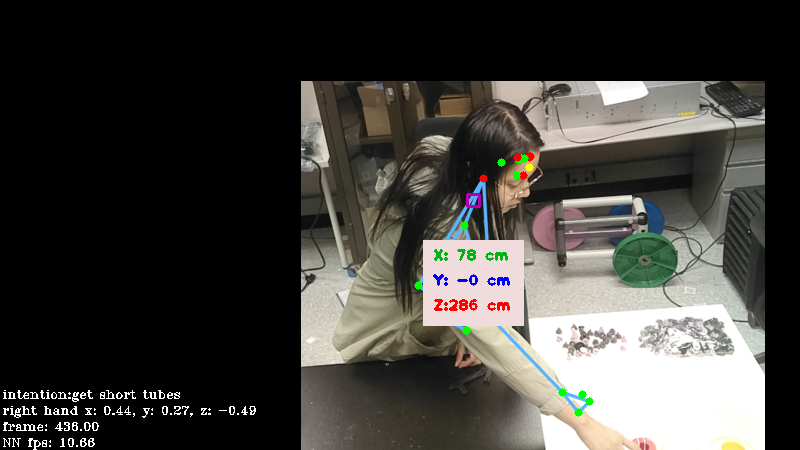 X: 78 cm
Y: -0 cm
Z:286 cm
intention:get short tubes
right hand x: 0.44, y: 0.27, z: -0.49
frame: 436.00
NN fps: 10.66